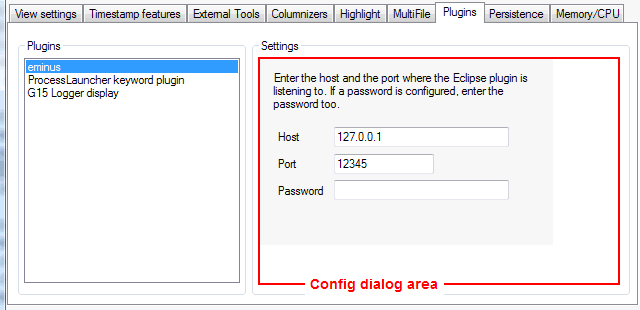 View settings Timestamp features External Tools Columnizers Highlight MultiFile Plugins Persistence Memory/CPU
Plugins
eminus
ProcessLauncher keyword plugin
G15 Logger display
Settings
Enter the host and the port where the Eclipse plugin is
listening to. If a password is configured, enter the
password too.
Host 127.0.0.1
Port 12345
Password
Config dialog area